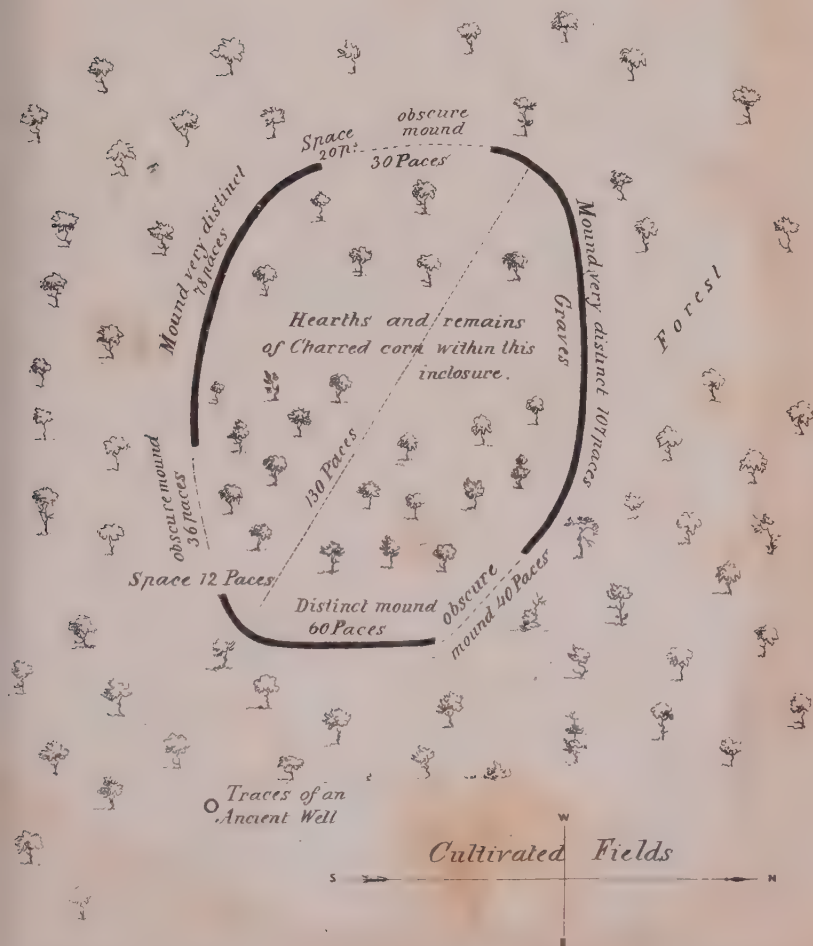 obscure
mound
Space
20p.
30 Paces
Mound very distinct
78 paces
Mound very distinct 107 paces
Graves
Forest
Hearths and remains
of Charred corn within this
inclosure.
130 Paces
obscure mound
36 paces
Space 12 Paces
Distinct mound
60 Paces
obscure
mound 40 Paces
Traces of an
Ancient Well
W
Cultivated Fields
S
N